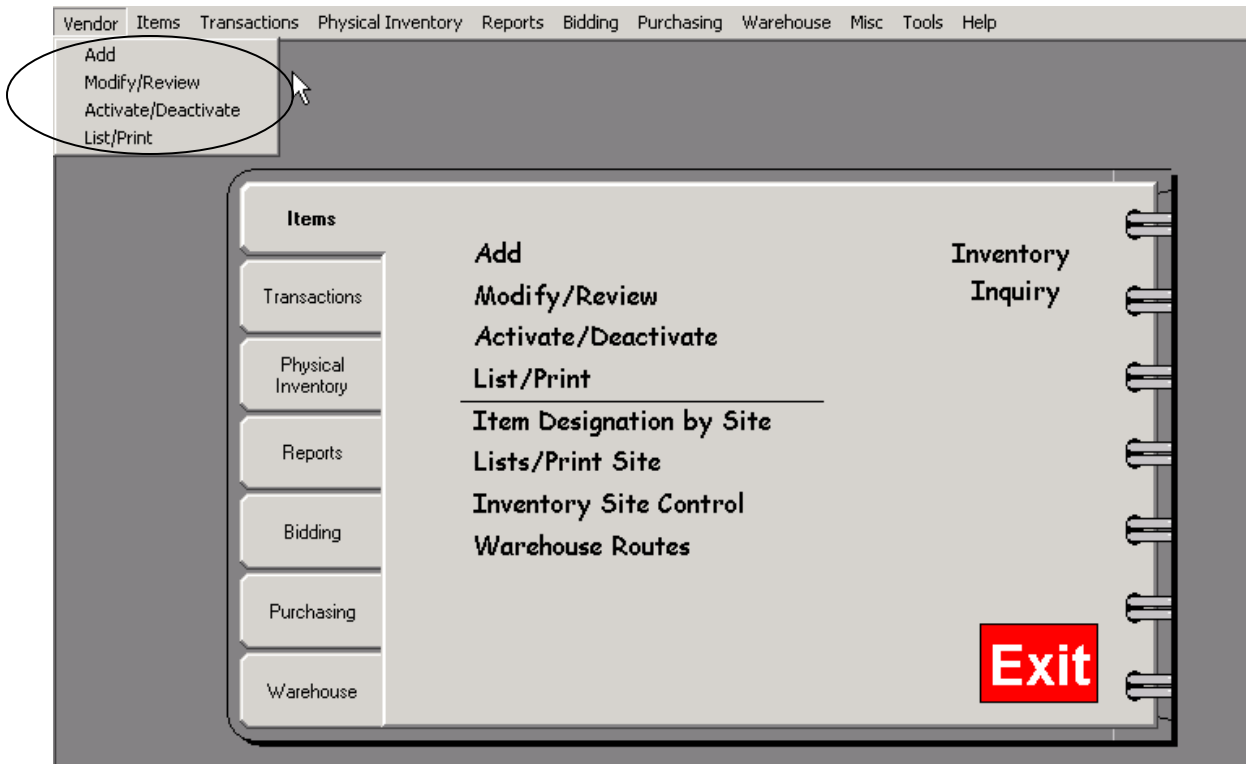 Vendor Items Transactions Physical Inventory Reports Bidding Purchasing Warehouse Misc Tools Help
Add
Modify/Review
Activate/Deactivate
List/Print
Items
Transactions
Physical
Inventory
Reports
Bidding
Purchasing
Warehouse
Add
Modify/Review
Activate/Deactivate
List/Print
Item Designation by Site
Lists/Print Site
Inventory Site Control
Warehouse Routes
Inventory
Inquiry
Exit